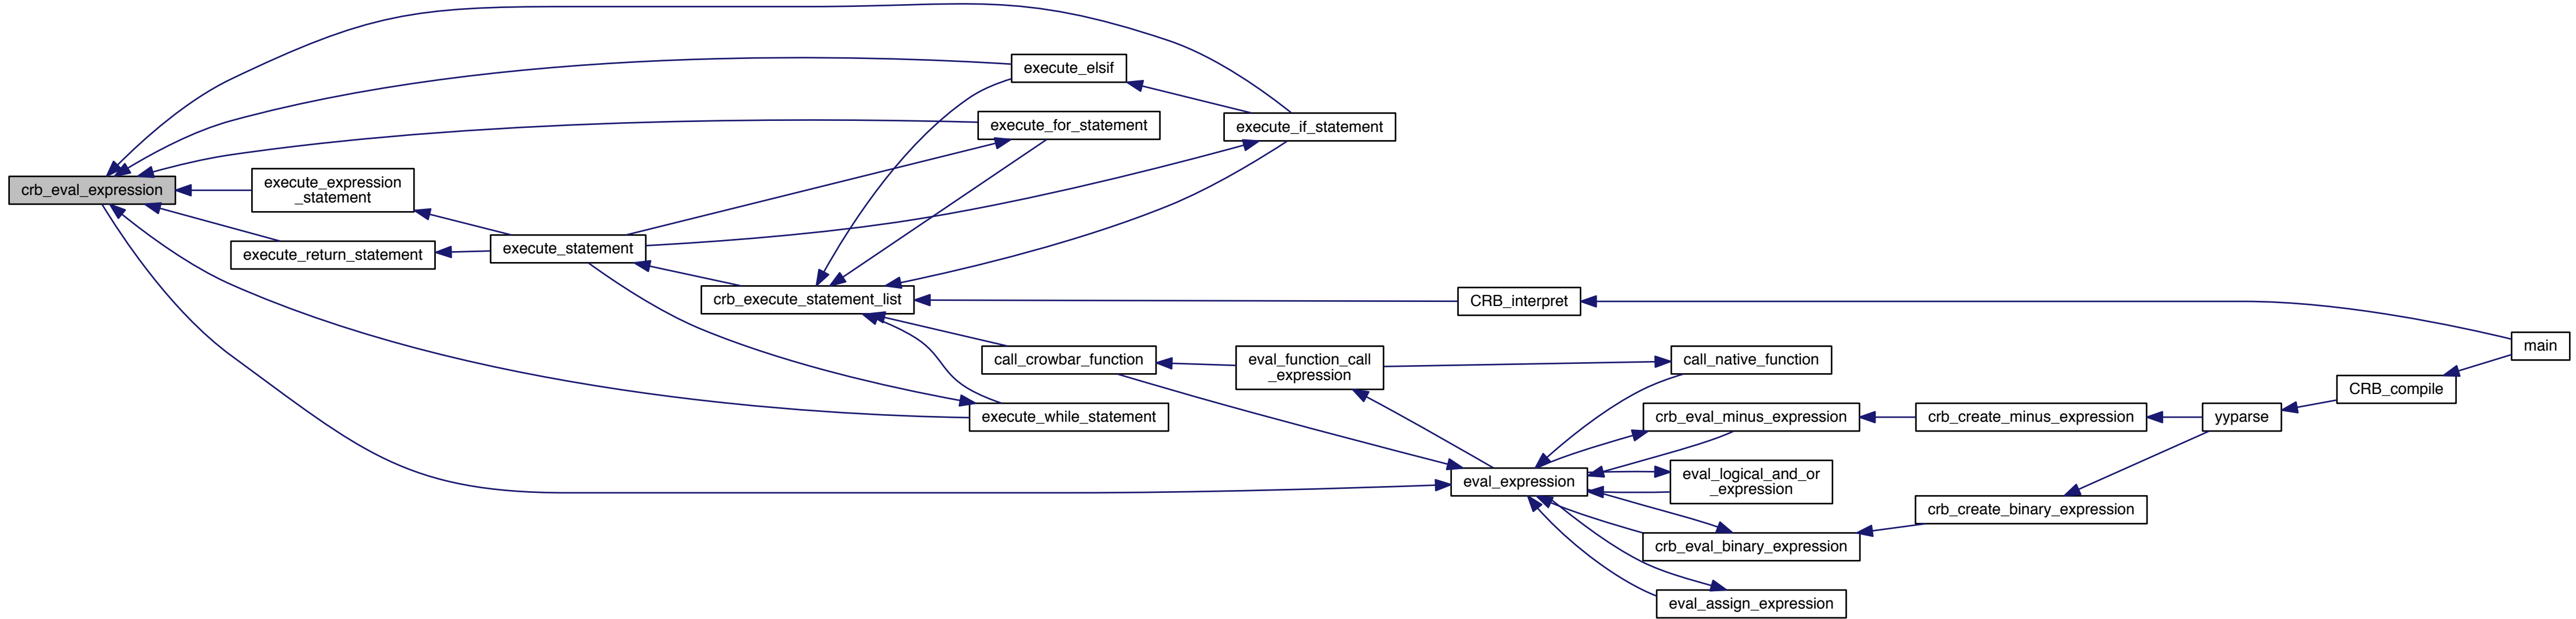 crb_eval_expression
execute_expression
_statement
execute_return_statement
execute_statement
crb_execute_statement_list
execute_elsif
execute_for_statement
execute_if_statement
call_crowbar_function
execute_while_statement
eval_function_call
_expression
CRB_interpret
eval_expression
call_native_function
crb_eval_minus_expression
eval_logical_and_or
_expression
crb_eval_binary_expression
eval_assign_expression
crb_create_minus_expression
crb_create_binary_expression
yyparse
CRB_compile
main